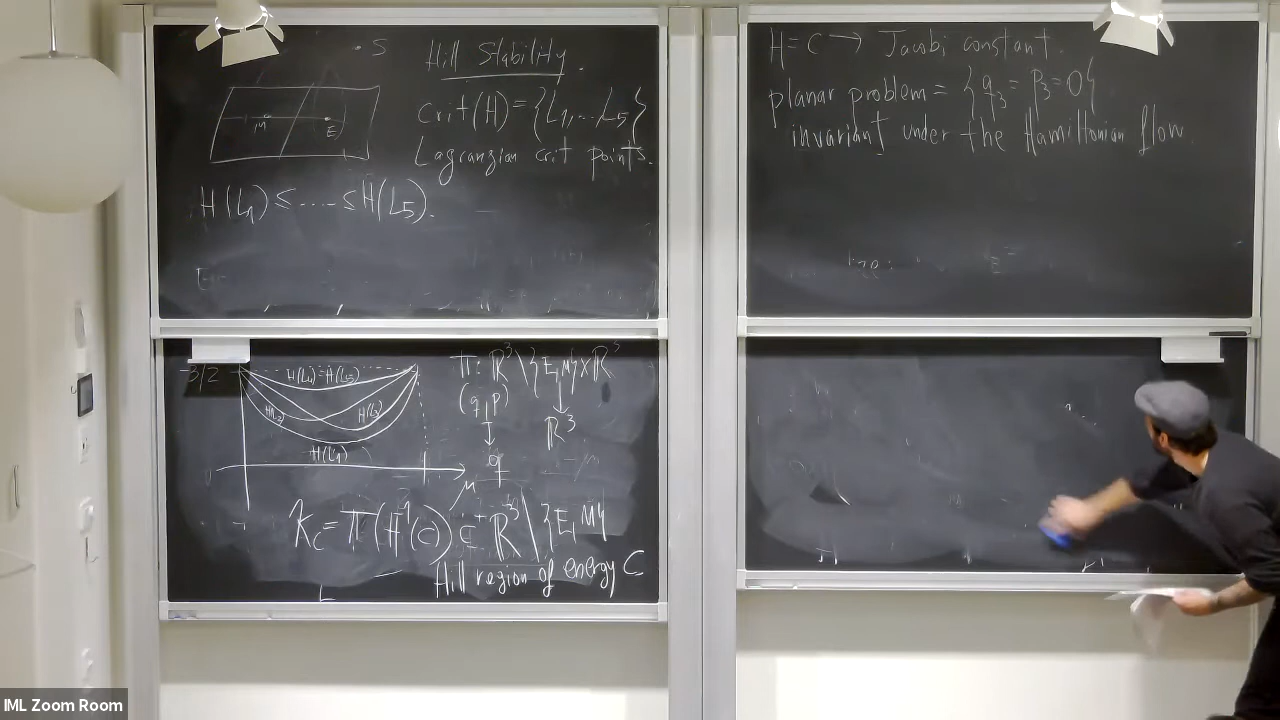 S
Hill Stability.
crit(H) = {L1, ... L5}
Lagrangian crit points.
m
E
H(L1) ≤ ..... ≤ H(L5).
3/2
H(L4)=H(L5)
H(L2)
H(L3)
H(L1)
μ
π: ℝ³\{E,M}×ℝ³
(q,p)
↓
ℝ³
q
K_C = π(H⁻¹(C)) ⊂ ℝ³\{E,M}
Hill region of energy C
H = C → Jacobi constant.
planar problem = {q3 = p3 = 0}
invariant under the Hamiltonian flow
IML Zoom Room